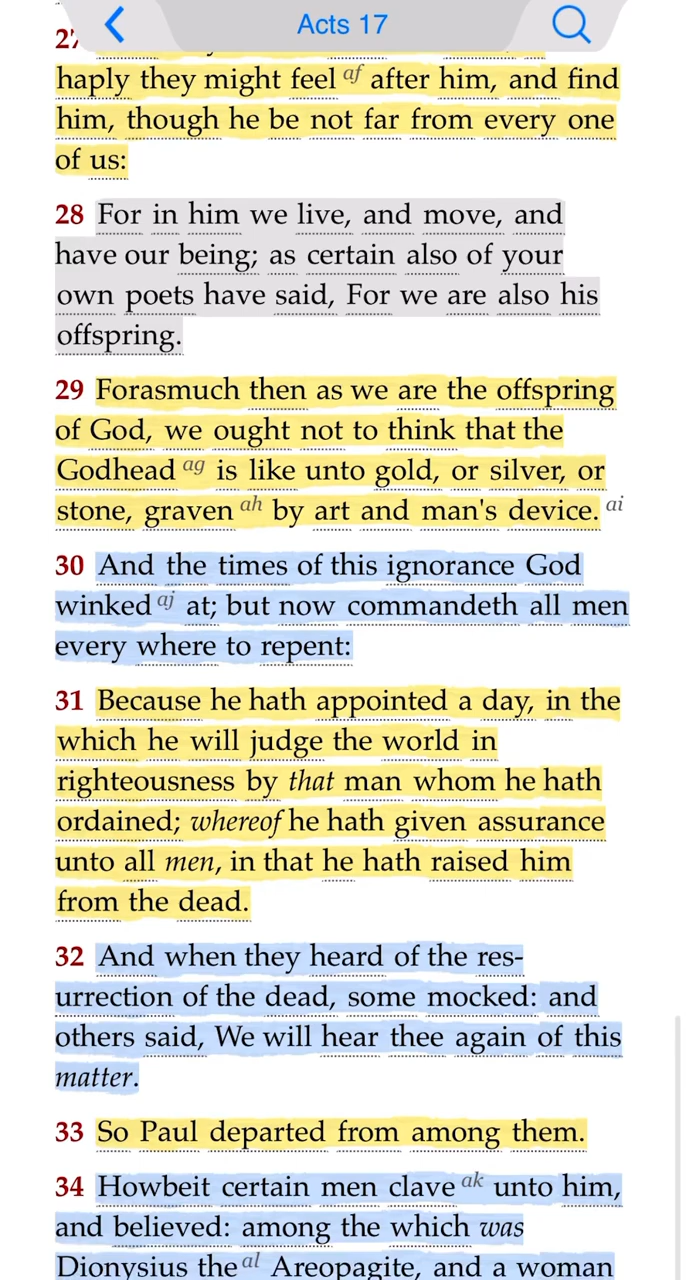 Acts 17
27
haply they might feel af after him, and find
him, though he be not far from every one
of us:
28 For in him we live, and move, and
have our being; as certain also of your
own poets have said, For we are also his
offspring.
29 Forasmuch then as we are the offspring
of God, we ought not to think that the
Godhead ag is like unto gold, or silver, or
stone, graven ah by art and man's device. ai
30 And the times of this ignorance God
winked aj at; but now commandeth all men
every where to repent:
31 Because he hath appointed a day, in the
which he will judge the world in
righteousness by that man whom he hath
ordained; whereof he hath given assurance
unto all men, in that he hath raised him
from the dead.
32 And when they heard of the res-
urrection of the dead, some mocked: and
others said, We will hear thee again of this
matter.
33 So Paul departed from among them.
34 Howbeit certain men clave ak unto him,
and believed: among the which was
Dionysius the al Areopagite, and a woman